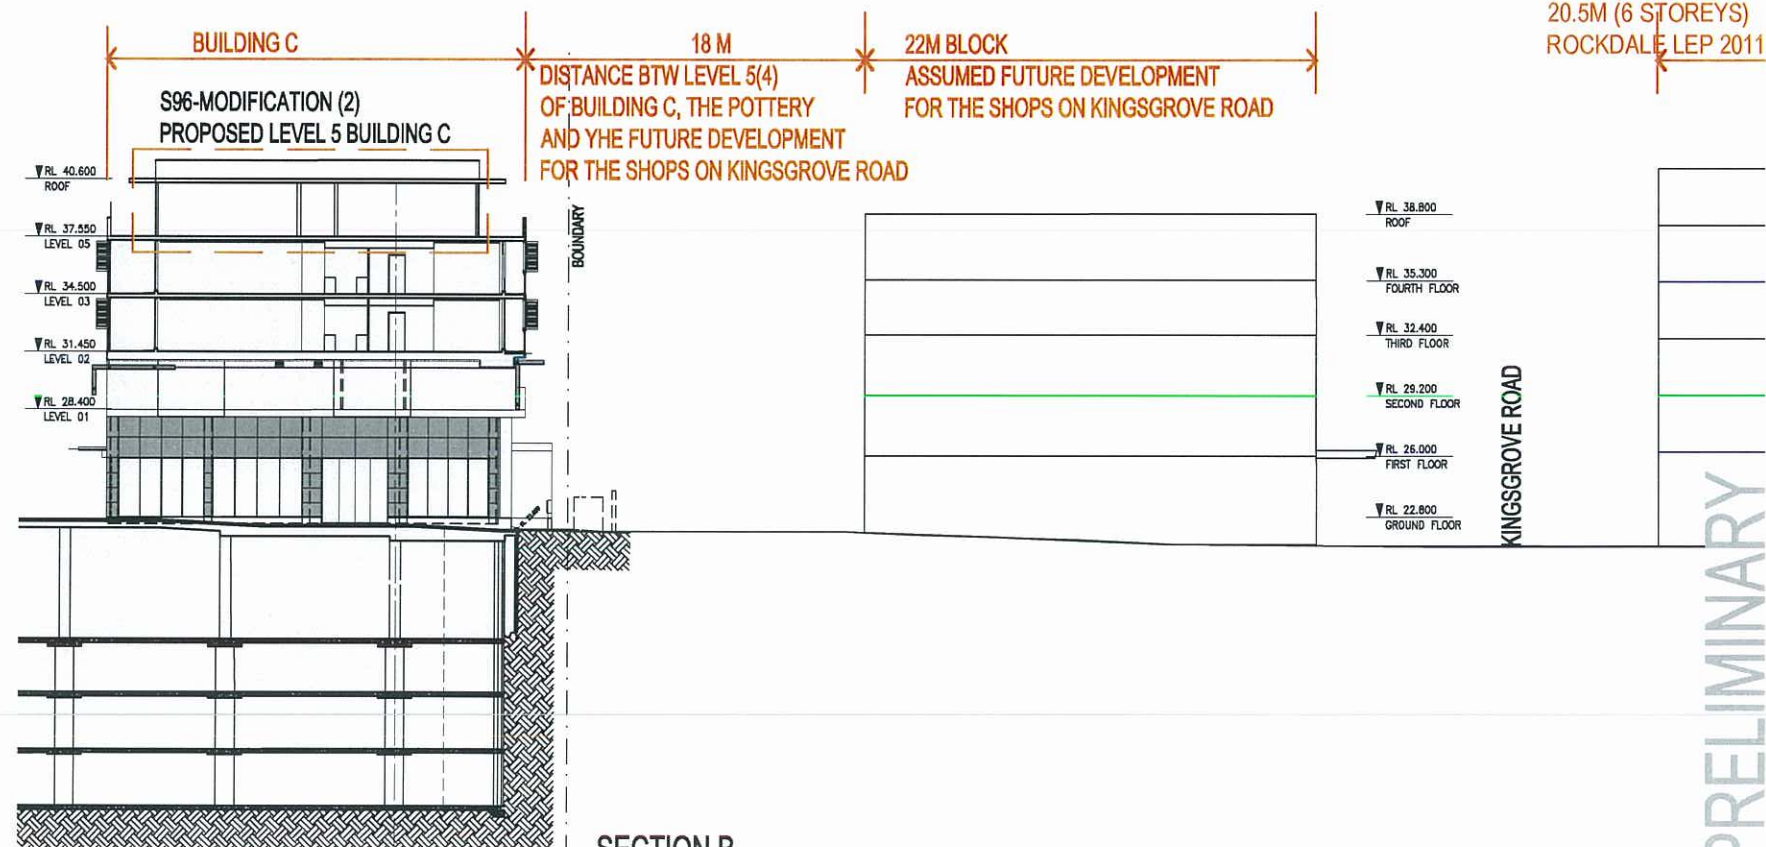 20.5M (6 STOREYS)
ROCKDALE LEP 2011
BUILDING C
18 M
22M BLOCK
DISTANCE BTW LEVEL 5(4)
OF BUILDING C, THE POTTERY
AND YHE FUTURE DEVELOPMENT
FOR THE SHOPS ON KINGSGROVE ROAD
ASSUMED FUTURE DEVELOPMENT
FOR THE SHOPS ON KINGSGROVE ROAD
S96-MODIFICATION (2)
PROPOSED LEVEL 5 BUILDING C
RL 40.600
ROOF
RL 37.550
LEVEL 05
RL 34.500
LEVEL 03
RL 31.450
LEVEL 02
RL 28.400
LEVEL 01
BOUNDARY
RL 38.800
ROOF
RL 35.300
FOURTH FLOOR
RL 32.400
THIRD FLOOR
RL 29.200
SECOND FLOOR
RL 26.000
FIRST FLOOR
RL 22.800
GROUND FLOOR
KINGSGROVE ROAD
PRELIMINARY
SECTION B